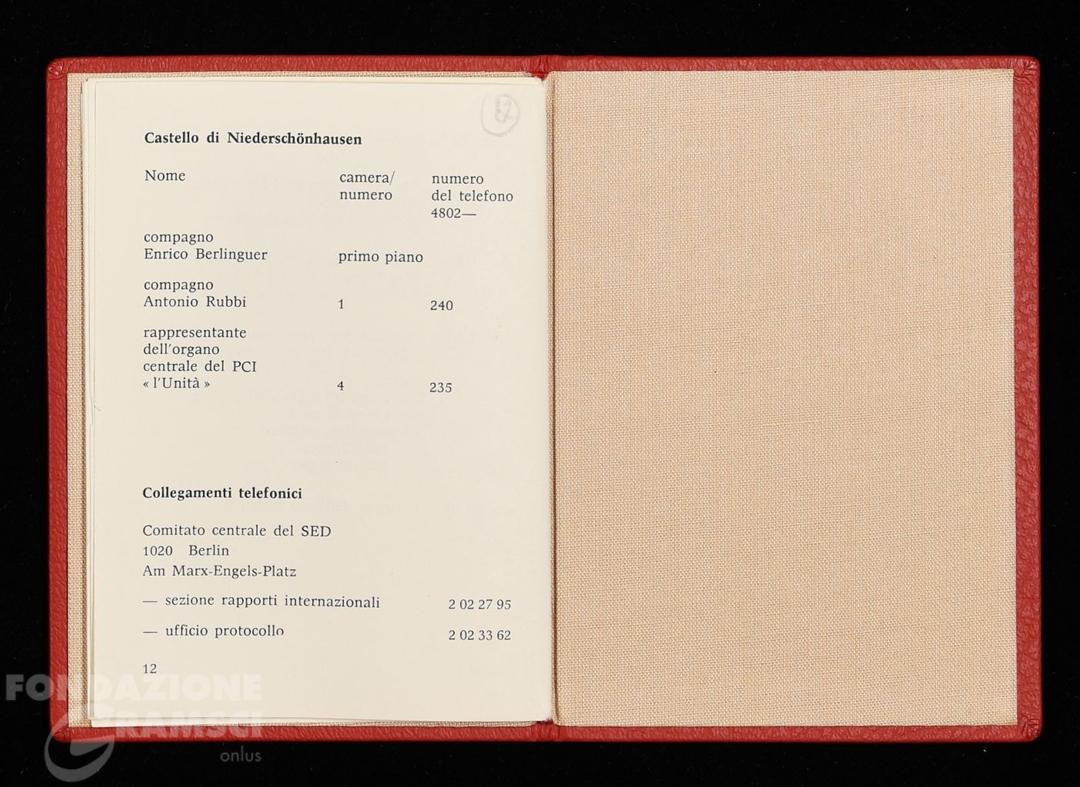 Castello di Niederschönhausen
Nome camera/ numero
numero del telefono
4802—
compagno
Enrico Berlinguer primo piano
compagno
Antonio Rubbi 1 240
rappresentante
dell'organo
centrale del PCI
« l'Unità » 4 235
Collegamenti telefonici
Comitato centrale del SED
1020 Berlin
Am Marx-Engels-Platz
— sezione rapporti internazionali 2 02 27 95
— ufficio protocollo 2 02 33 62
12
FONDAZIONE
GRAMSCI
onlus